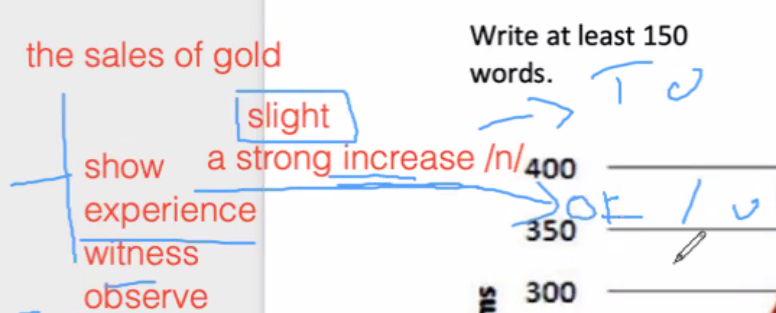 the sales of gold
slight
show a strong increase /n/
experience
witness
observe
Write at least 150
words.
TO
400
350
300